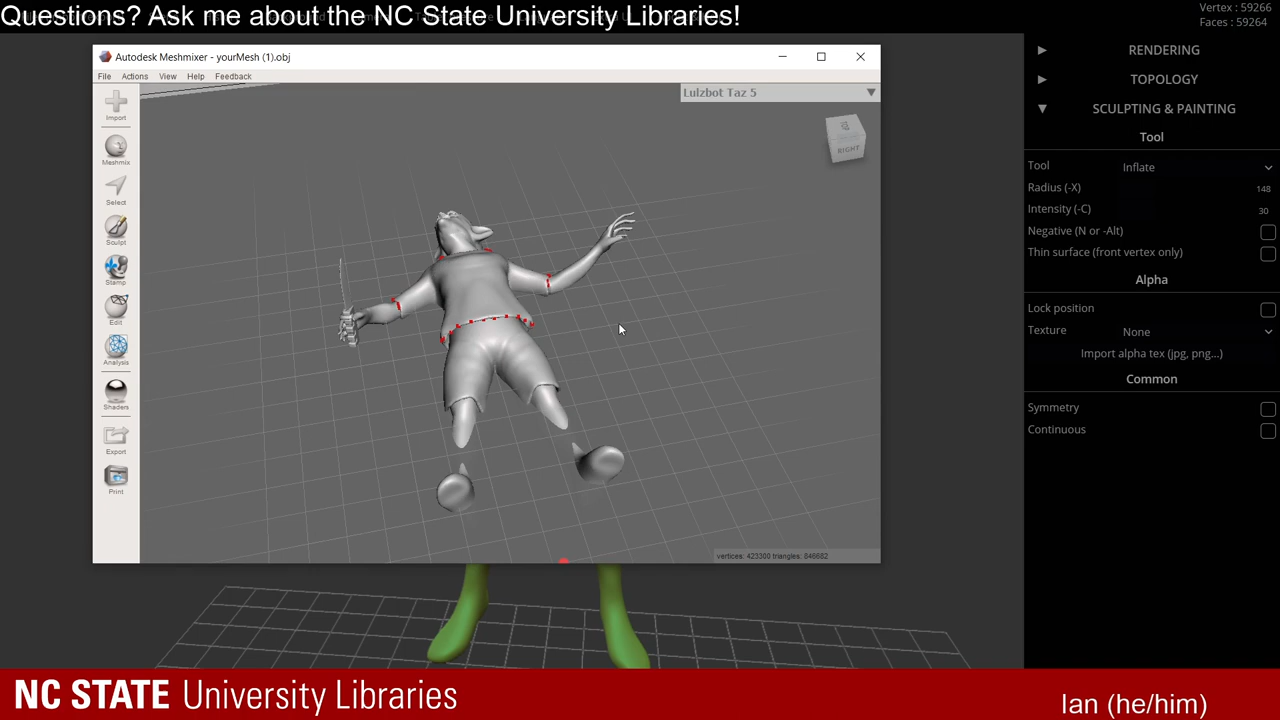 Questions? Ask me about the NC State University Libraries!
Vertex : 59266
Faces : 59264
Autodesk Meshmixer - yourMesh (1).obj
File Actions View Help Feedback
Lulzbot Taz 5
RIGHT
Import
Meshmix
Select
Sculpt
Stamp
Edit
Analysis
Shaders
Export
Print
vertices: 423300 triangles: 846682
RENDERING
TOPOLOGY
SCULPTING & PAINTING
Tool
Tool Inflate
Radius (-X) 148
Intensity (-C) 30
Negative (N or -Alt)
Thin surface (front vertex only)
Alpha
Lock position
Texture None
Import alpha tex (jpg, png...)
Common
Symmetry
Continuous
NC STATE University Libraries
Ian (he/him)